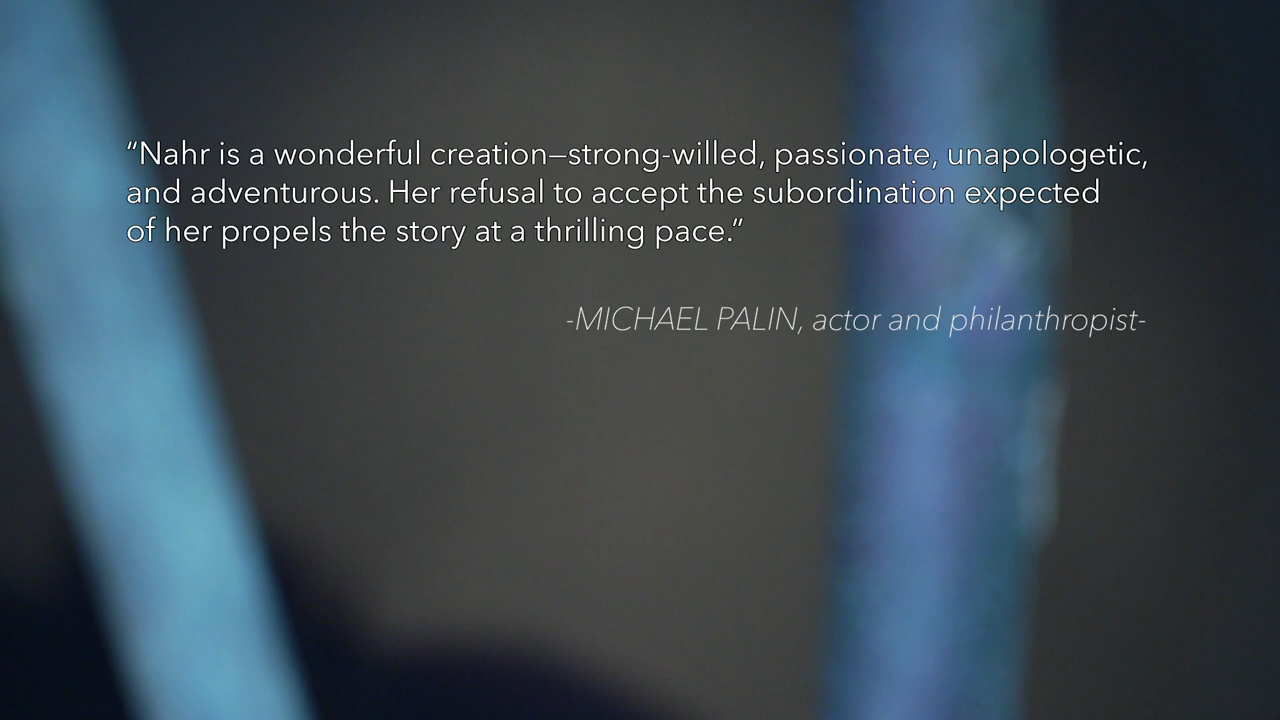 “Nahr is a wonderful creation—strong-willed, passionate, unapologetic,
and adventurous. Her refusal to accept the subordination expected
of her propels the story at a thrilling pace.”
-MICHAEL PALIN, actor and philanthropist-